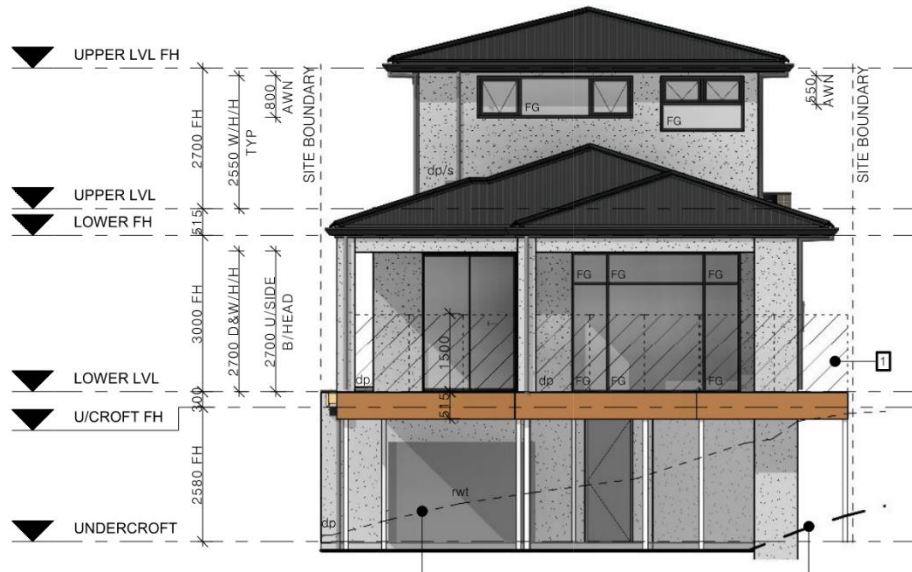 UPPER LVL FH
UPPER LVL
LOWER FH
LOWER LVL
U/CROFT FH
UNDERCROFT
2700 FH
515
3000 FH
300
2580 FH
2550 W/H/H
TYP
800
AWN
SITE BOUNDARY
550
AWN
SITE BOUNDARY
FG
FG
dp/s
2700 D&W/H/H
2700 U/SIDE
B/HEAD
FG FG FG
1500
dp
dp
FG FG FG
1
515
rwt
dp